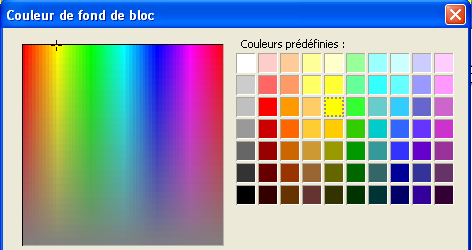 Couleur de fond de bloc
Couleurs prédéfinies :